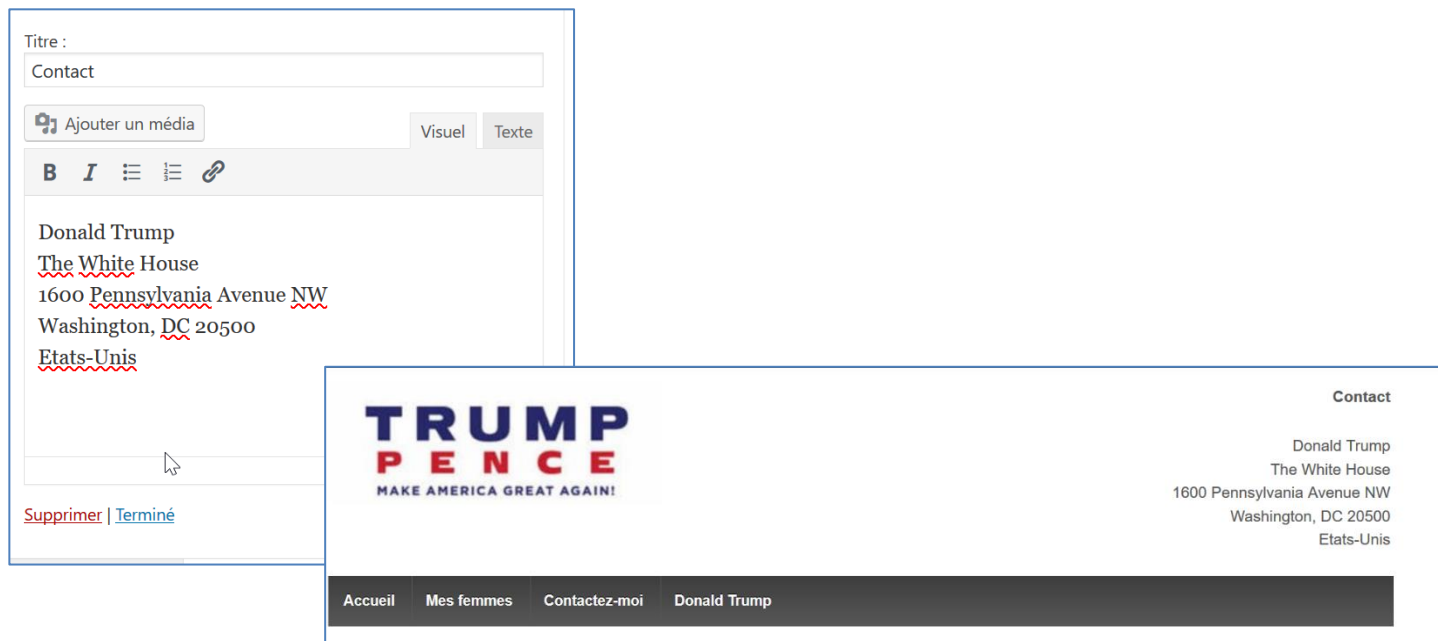 Titre :
Contact
Ajouter un média
Visuel Texte
B I
Donald Trump
The White House
1600 Pennsylvania Avenue NW
Washington, DC 20500
Etats-Unis
Supprimer | Terminé
TRUMP
PENCE
MAKE AMERICA GREAT AGAIN!
Contact
Donald Trump
The White House
1600 Pennsylvania Avenue NW
Washington, DC 20500
Etats-Unis
Accueil Mes femmes Contactez-moi Donald Trump